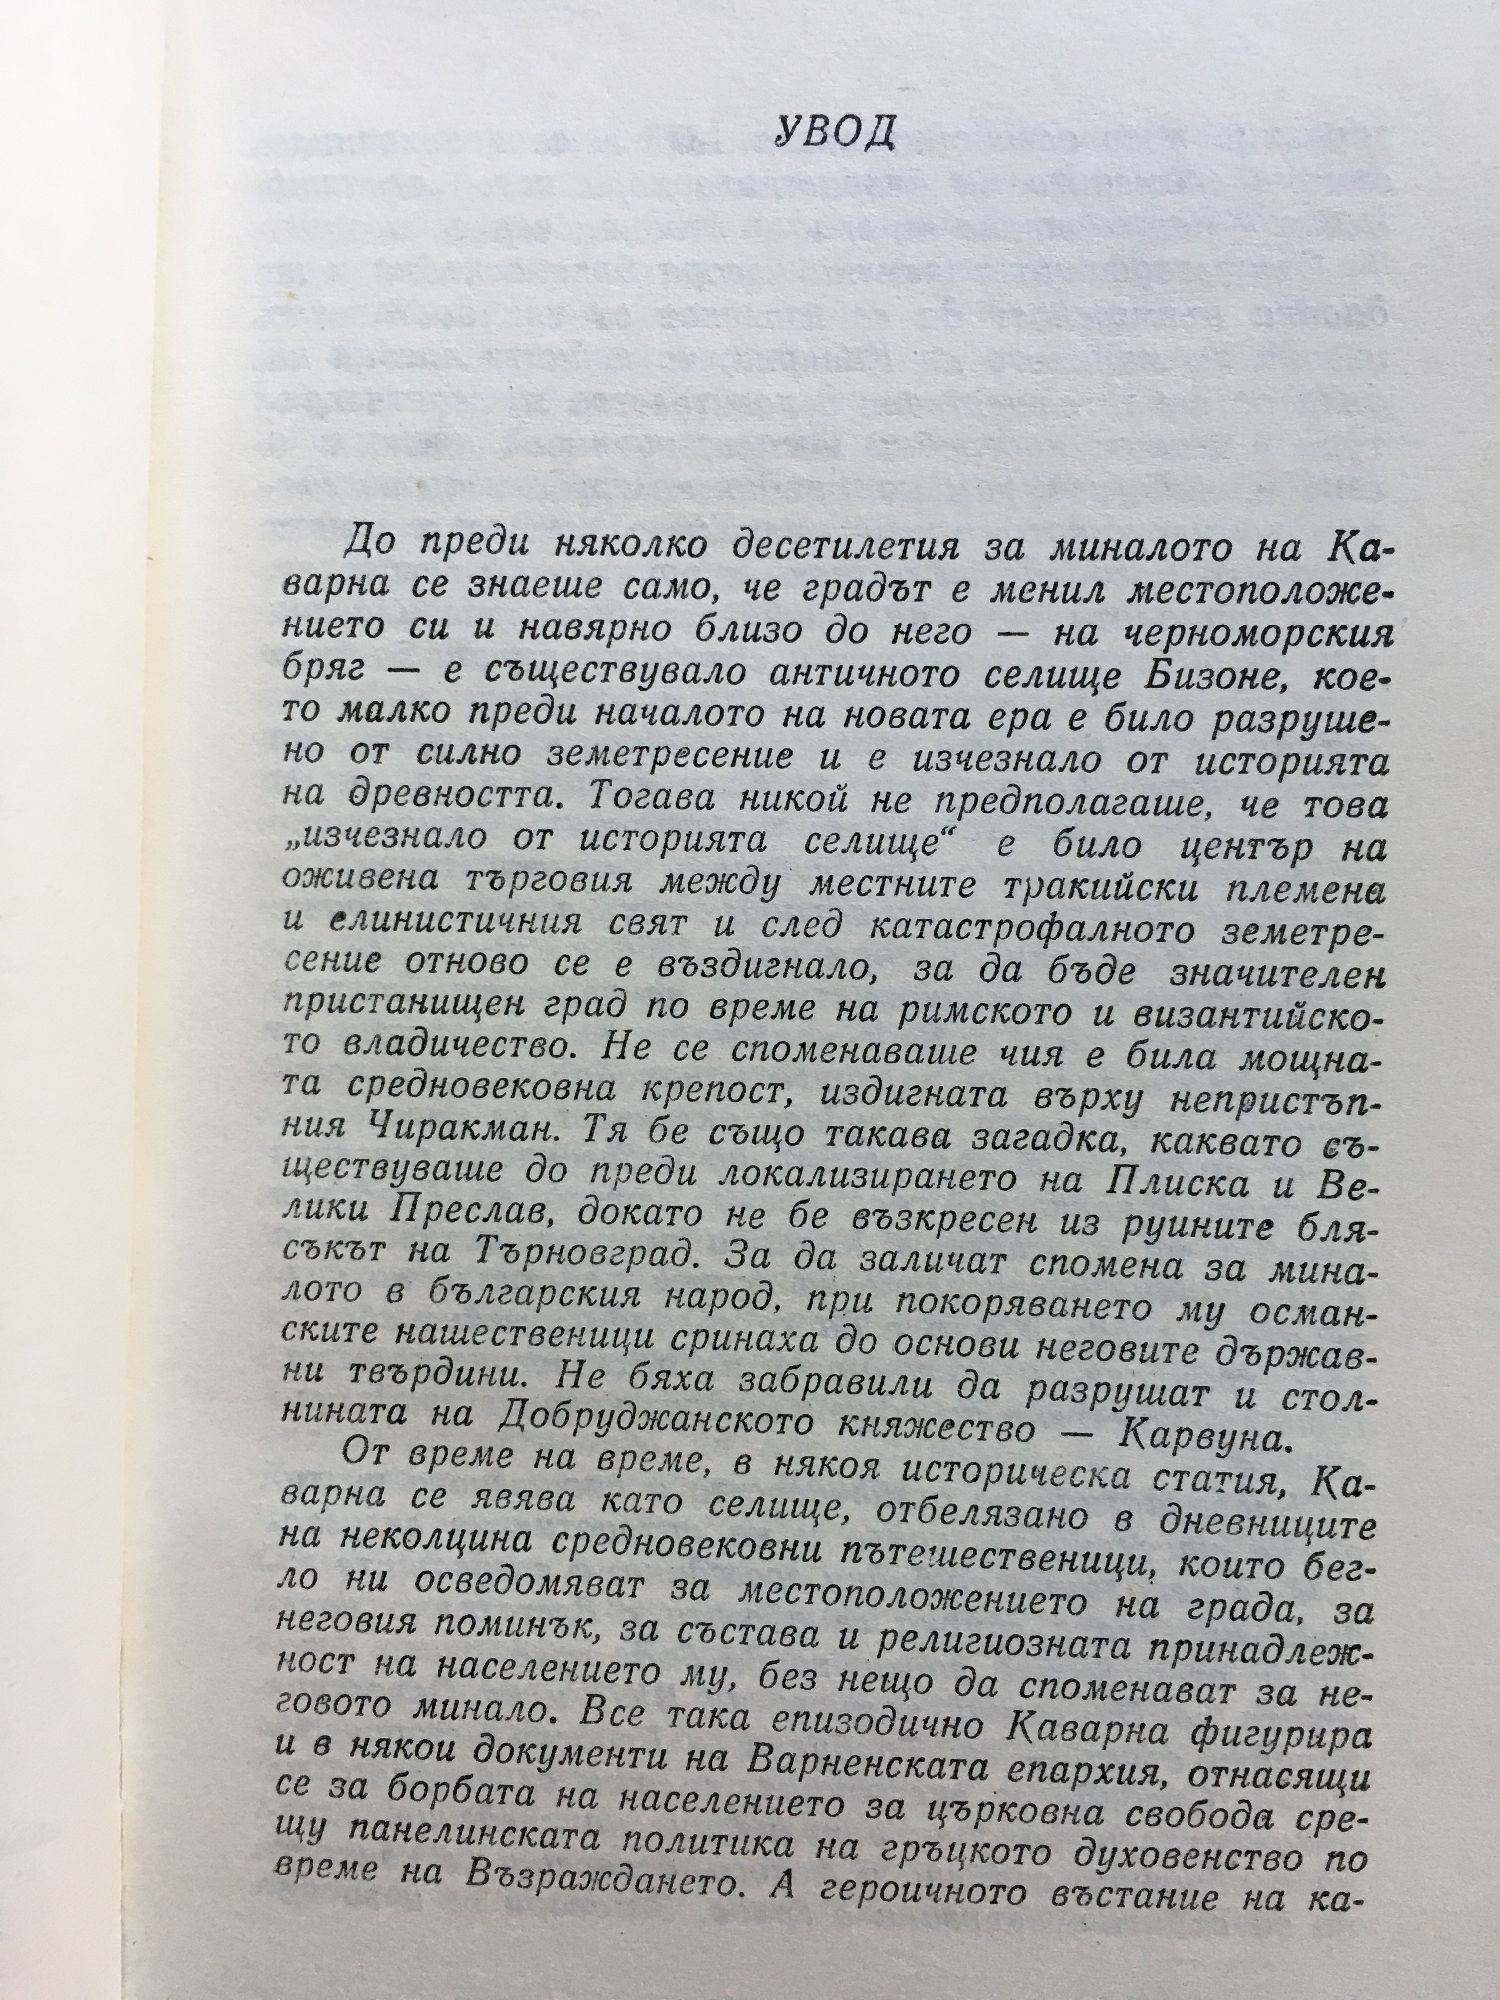 УВОД
До преди няколко десетилетия за миналото на Ка-
варна се знаеше само, че градът е менил местоположе-
нието си и навярно близо до него — на черноморския
бряг — е съществувало античното селище Бизоне, кое-
то малко преди началото на новата ера е било разруше-
но от силно земетресение и е изчезнало от историята
на древността. Тогава никой не предполагаше, че това
„изчезнало от историята селище“ е било център на
оживена търговия между местните тракийски племена
и елинистичния свят и след катастрофалното земетре-
сение отново се е въздигнало, за да бъде значителен
пристанищен град по време на римското и византийско-
то владичество. Не се споменаваше чия е била мощна-
та средновековна крепост, издигната върху непристъп-
ния Чиракман. Тя бе също такава загадка, каквато съ-
ществуваше до преди локализирането на Плиска и Ве-
лики Преслав, докато не бе възкресен из руините бля-
съкът на Търновград. За да заличат спомена за мина-
лото в българския народ, при покоряването му осман-
ските нашественици сринаха до основи неговите държав-
ни твърдини. Не бяха забравили да разрушат и стол-
нината на Добруджанското княжество — Карвуна.
От време на време, в някоя историческа статия, Ка-
варна се явява като селище, отбелязано в дневниците
на неколцина средновековни пътешественици, които бег-
ло ни осведомяват за местоположението на града, за
неговия поминък, за състава и религиозната принадлеж-
ност на населението му, без нещо да споменават за не-
говото минало. Все така епизодично Каварна фигурира
и в някои документи на Варненската епархия, отнасящи
се за борбата на населението за църковна свобода сре-
щу панелинската политика на гръцкото духовенство по
време на Възраждането. А героичното въстание на ка-